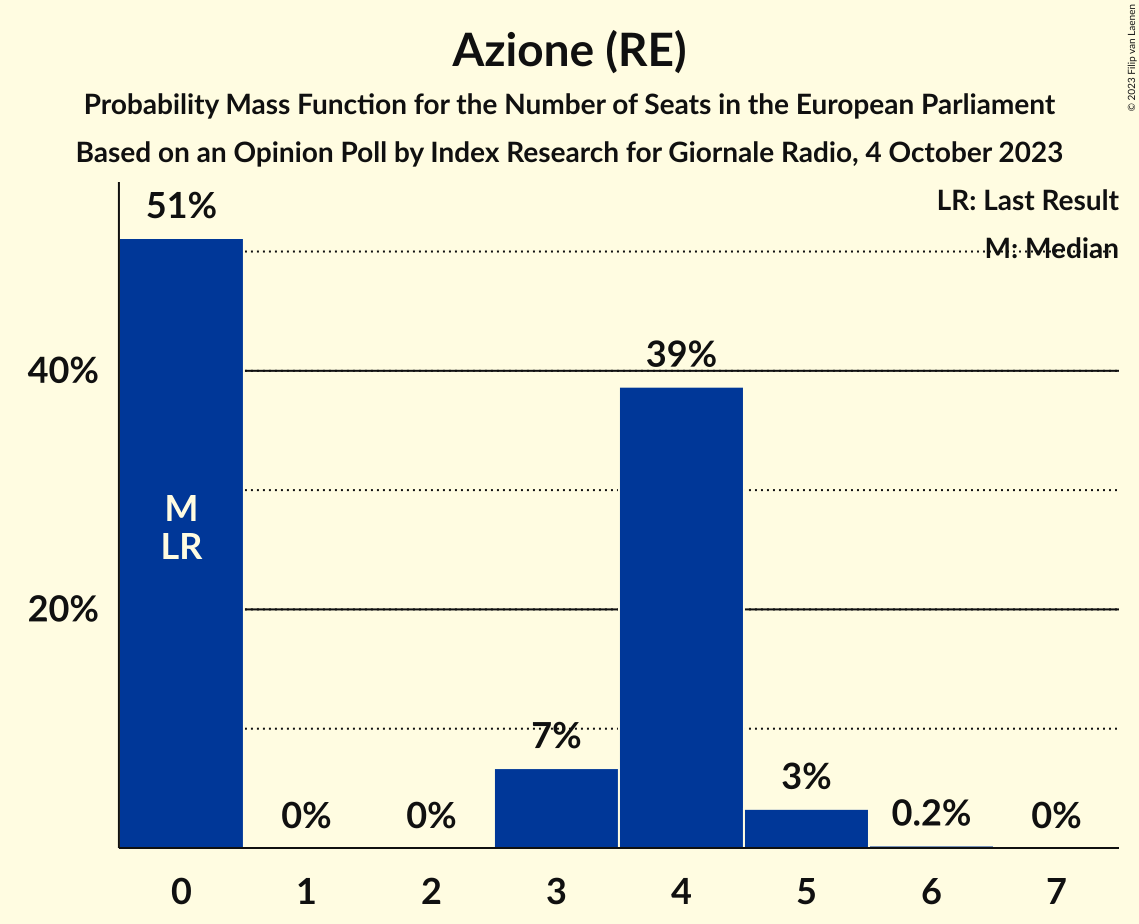 Azione (RE)
Probability Mass Function for the Number of Seats in the European Parliament
Based on an Opinion Poll by Index Research for Giornale Radio, 4 October 2023
© 2023 Filip van Laenen
LR: Last Result
M: Median
51%
39%
7%
3%
0.2%
0%
0%
0%
M
LR
40%
20%
0 1 2 3 4 5 6 7